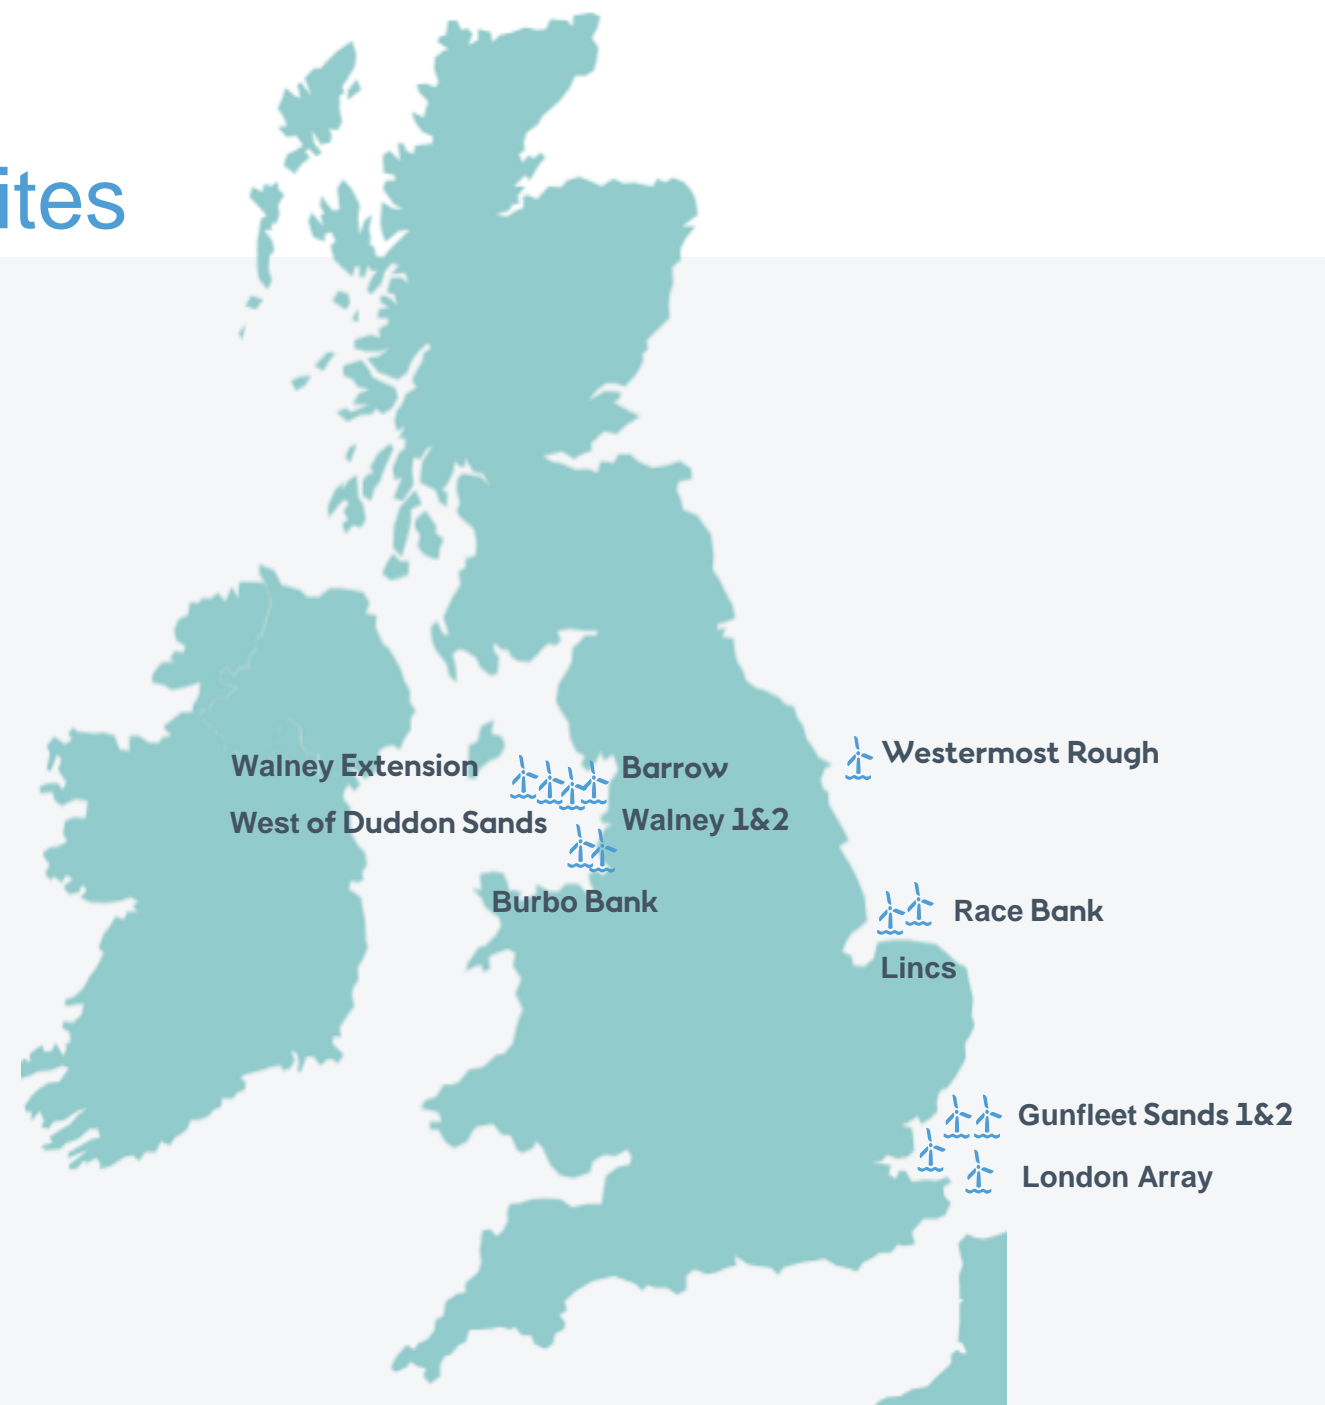 ites
Walney Extension
Barrow
Westermost Rough
West of Duddon Sands
Walney 1&2
Burbo Bank
Race Bank
Lincs
Gunfleet Sands 1&2
London Array